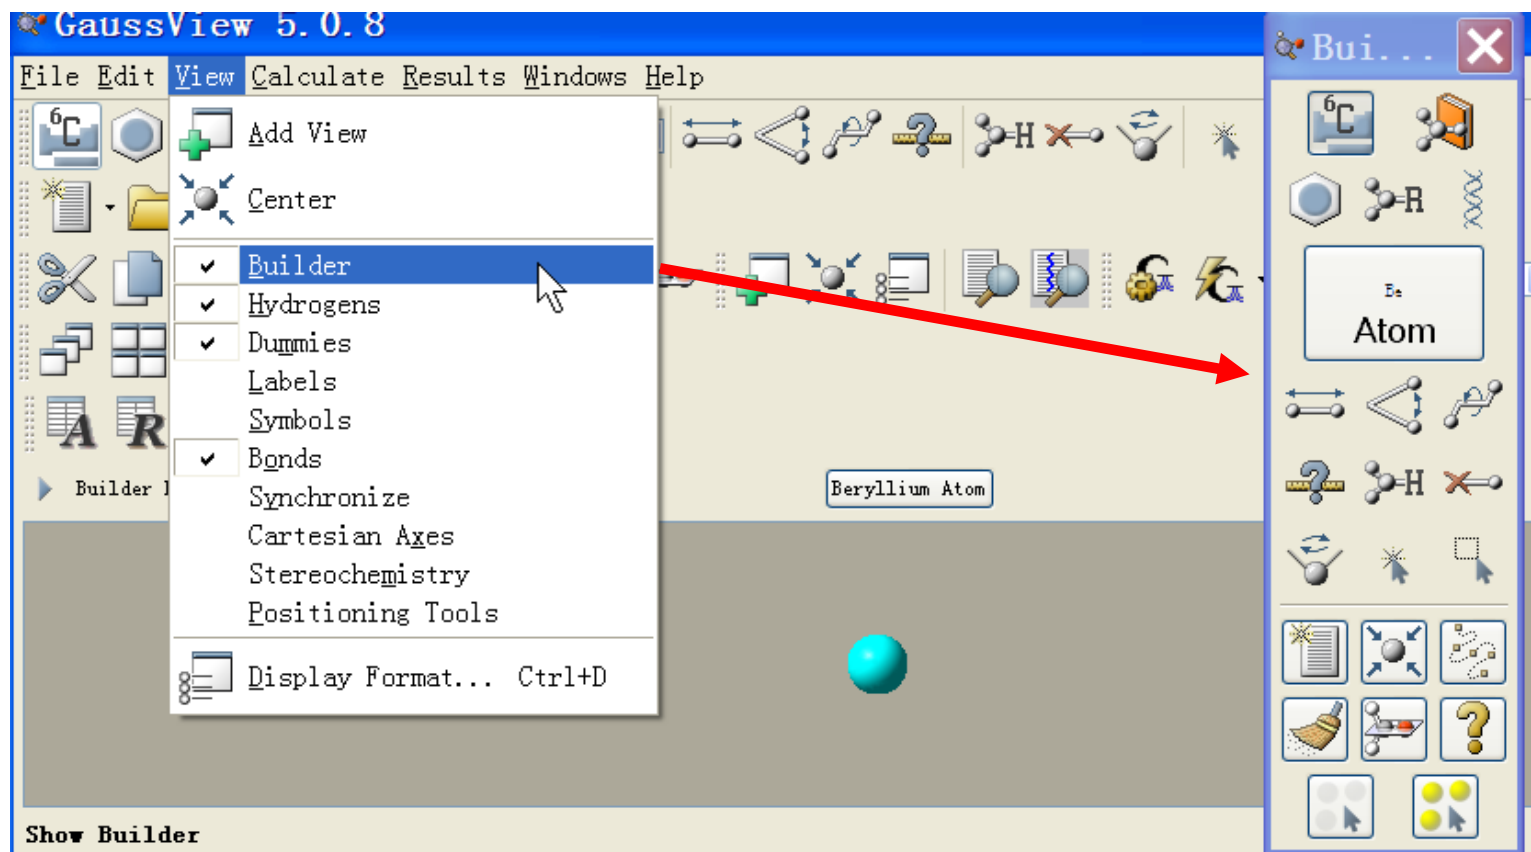 GaussView 5.0.8
Bui...
File Edit View Calculate Results Windows Help
6C
6C
Add View
Center
H
R
Builder
Hydrogens
Dummies
Labels
Symbols
Bonds
Synchronize
Cartesian Axes
Stereochemistry
Positioning Tools
Display Format... Ctrl+D
A R
Builder
Beryllium Atom
Be
Atom
H
Show Builder